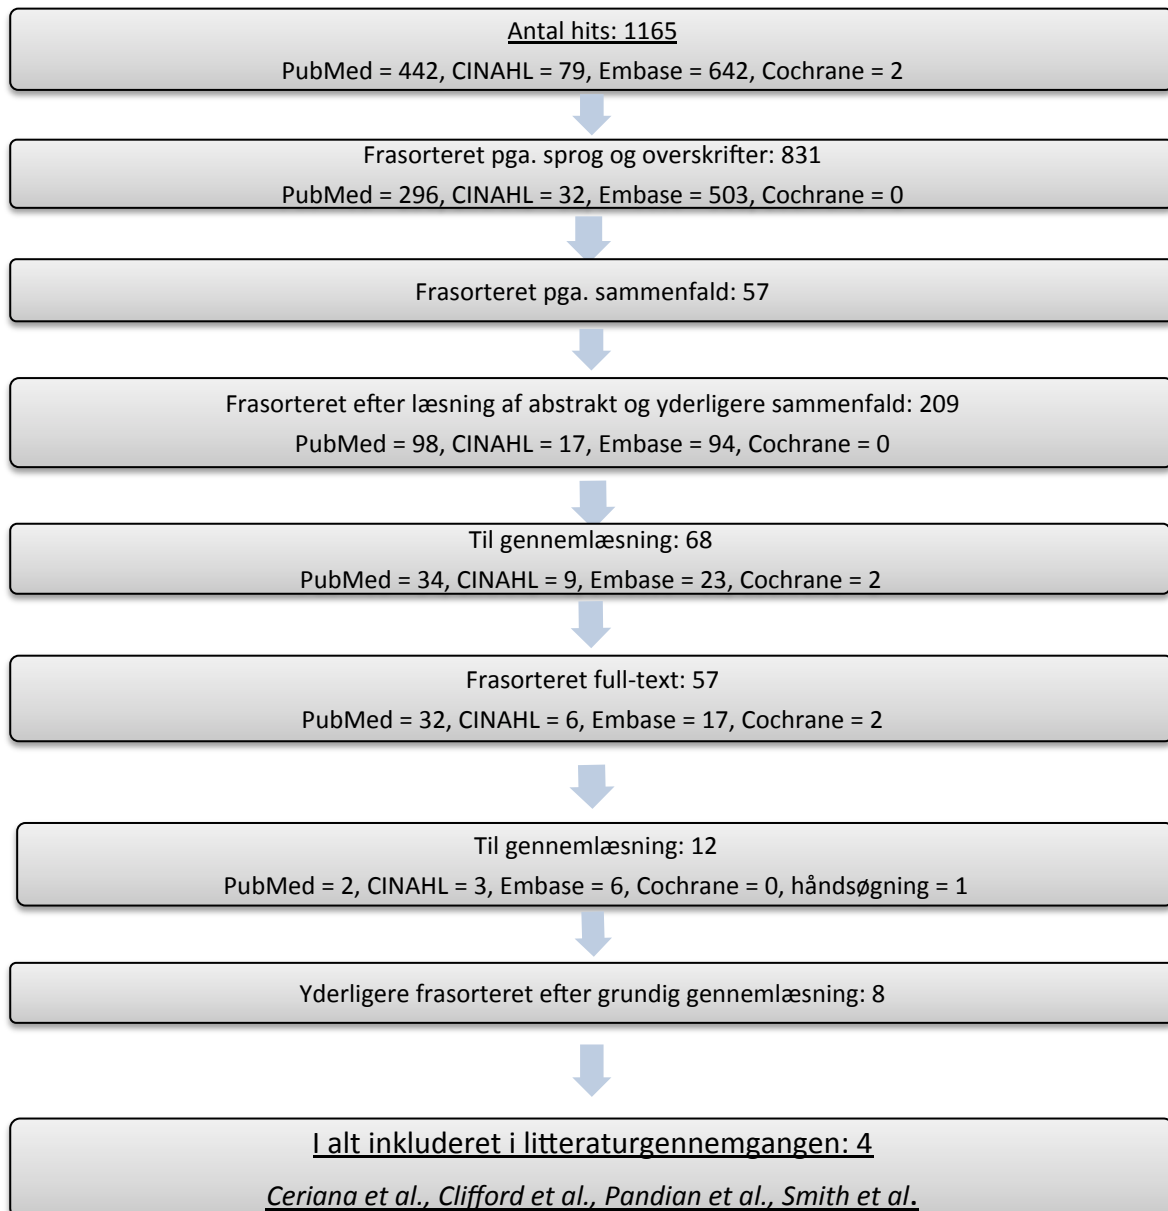 Antal hits: 1165
PubMed = 442, CINAHL = 79, Embase = 642, Cochrane = 2
Frasorteret pga. sprog og overskrifter: 831
PubMed = 296, CINAHL = 32, Embase = 503, Cochrane = 0
Frasorteret pga. sammenfald: 57
Frasorteret efter læsning af abstrakt og yderligere sammenfald: 209
PubMed = 98, CINAHL = 17, Embase = 94, Cochrane = 0
Til gennemlæsning: 68
PubMed = 34, CINAHL = 9, Embase = 23, Cochrane = 2
Frasorteret full-text: 57
PubMed = 32, CINAHL = 6, Embase = 17, Cochrane = 2
Til gennemlæsning: 12
PubMed = 2, CINAHL = 3, Embase = 6, Cochrane = 0, håndsøgning = 1
Yderligere frasorteret efter grundig gennemlæsning: 8
I alt inkluderet i litteraturgennemgangen: 4
Ceriana et al., Clifford et al., Pandian et al., Smith et al.